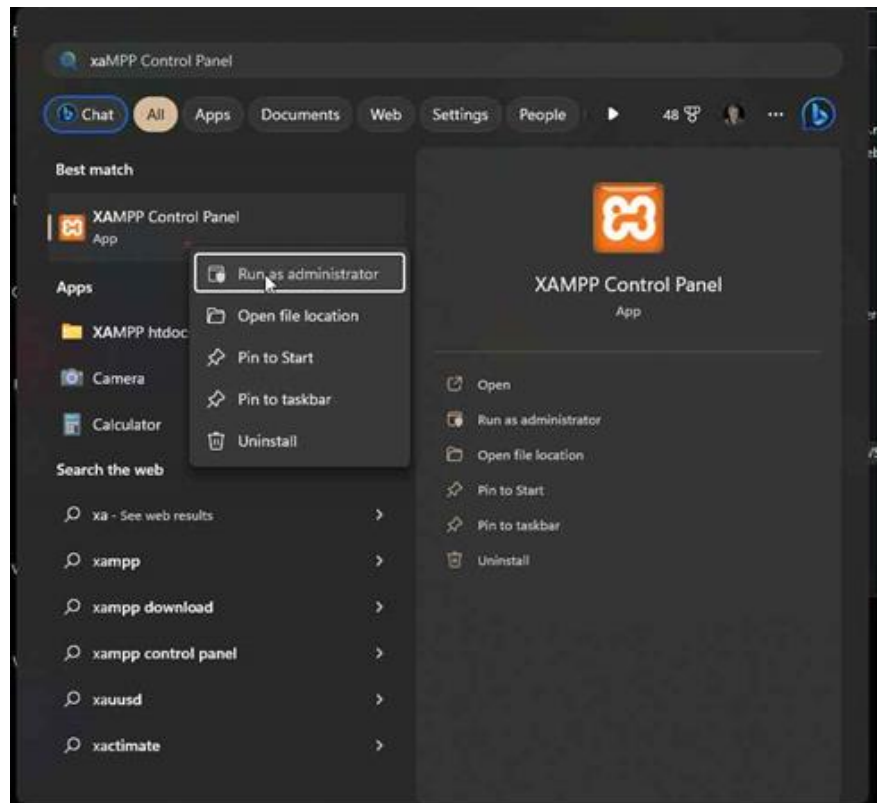 xaMPP Control Panel
Chat All Apps Documents Web Settings People 48
Best match
XAMPP Control Panel
App
Run as administrator
Apps
Open file location
XAMPP htdoc
Pin to Start
Camera
Pin to taskbar
Calculator
Uninstall
Search the web
xa - See web results
xampp
xampp download
xampp control panel
xauusd
xactimate
XAMPP Control Panel
App
Open
Run as administrator
Open file location
Pin to Start
Pin to taskbar
Uninstall